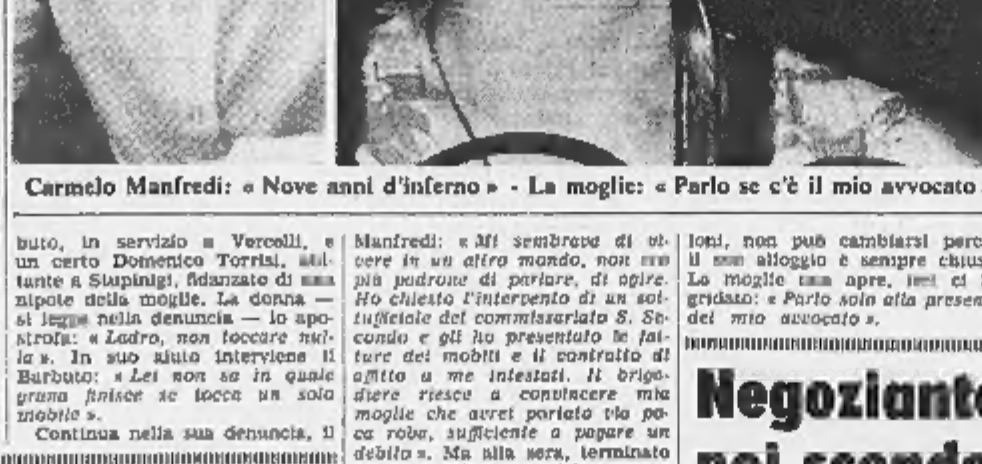 Carmelo Manfredi: « Nove anni d'inferno » - La moglie: « Parlo se c'è il mio avvocato »
buto, in servizio a Vercelli, e
un certo Domenico Torrisi, abi-
tante a Stupinigi, fidanzato di una
nipote della moglie. La donna —
si legge nella denuncia — lo apo-
strofa: « Ladro, non toccare nul-
la ». In suo aiuto interviene il
Barbuto: « Lei non sa in quale
grana finisce se tocca un solo
mobile ».
Continua nella sua denuncia, il
Manfredi: « Mi sembrava di vi-
vere in un altro mondo, non ero
più padrone di parlare, di agire.
Ho chiesto l'intervento di un sot-
tufficiale del commissariato S. Se-
condo e gli ho presentato le fat-
ture dei mobili e il contratto di
affitto a me intestati. Il briga-
diere riesce a convincere mia
moglie che avrei portato via po-
ca roba, sufficiente a pagare un
debito ». Ma alla sera, terminato
loni, non può cambiarsi perc
il suo alloggio è sempre chius
La moglie non apre, ieri ci
gridato: « Parlo solo alla presen
del mio avvocato ».
Negoziante
poi scende